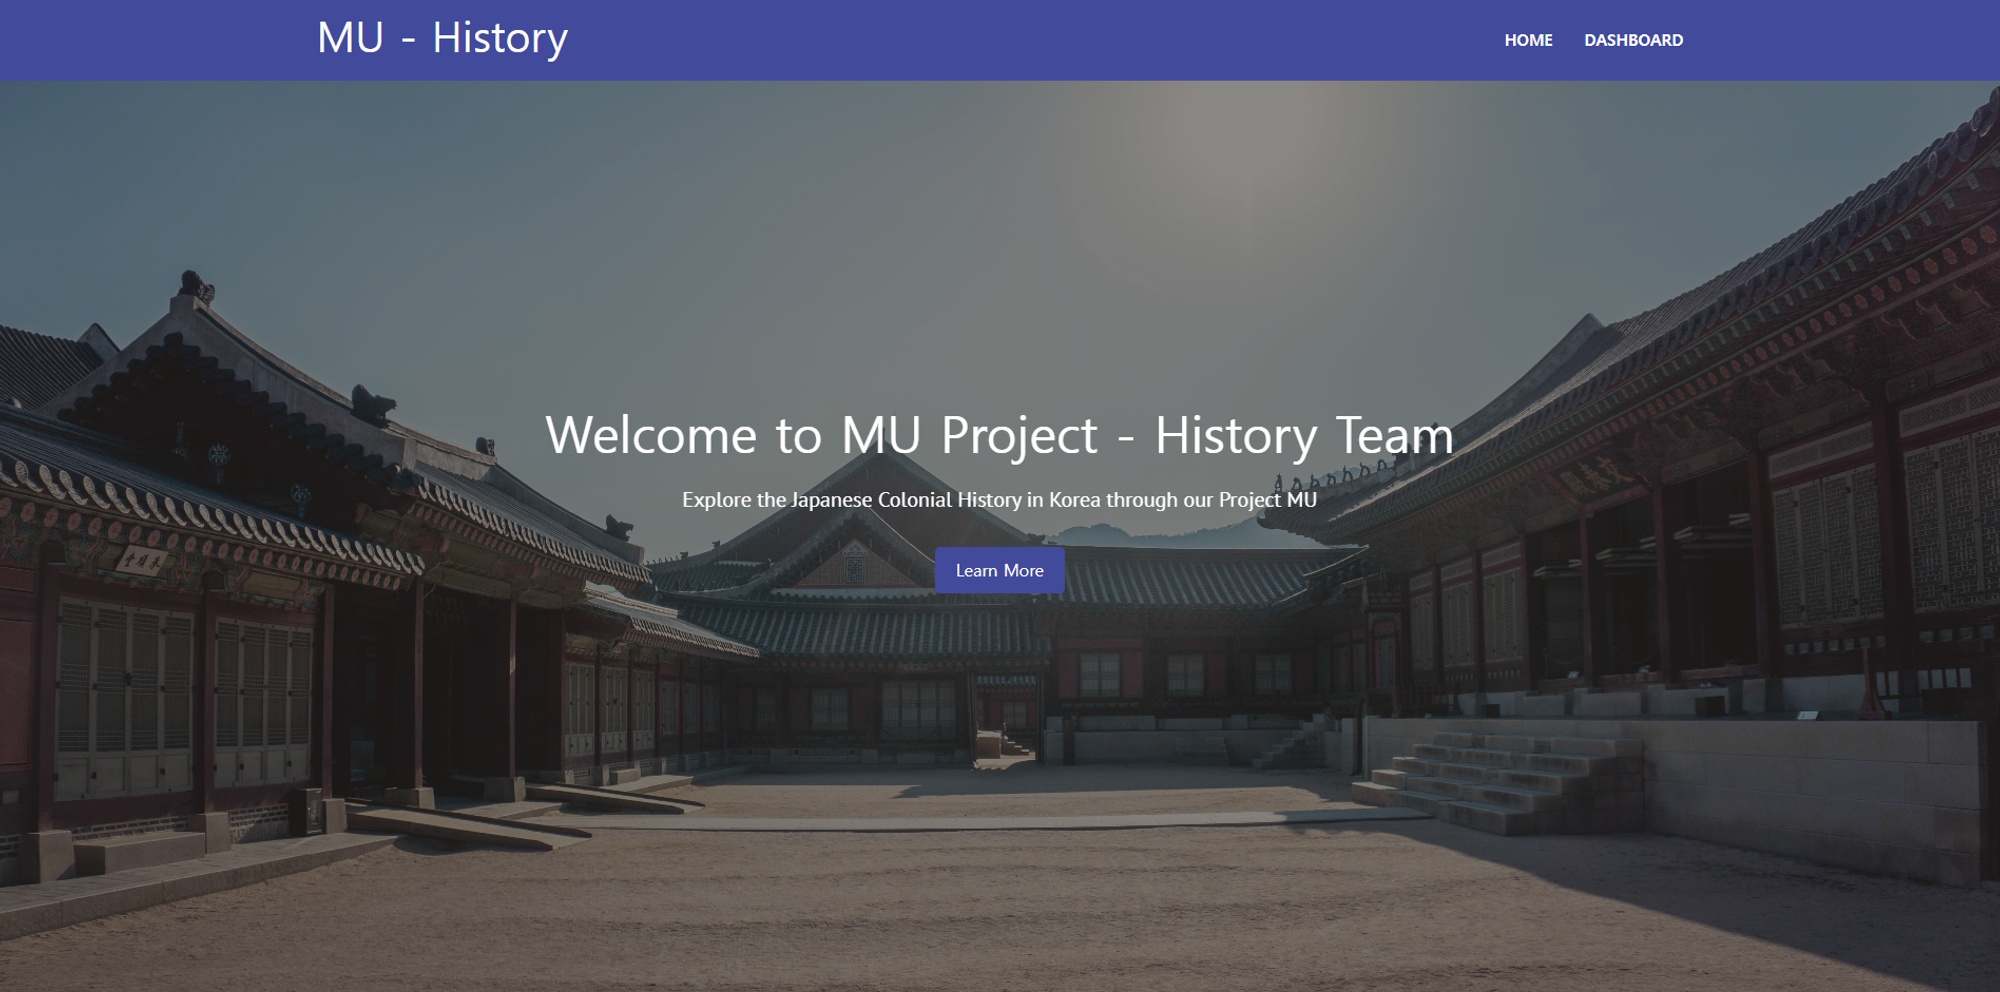 MU - History
HOME
DASHBOARD
Welcome to MU Project - History Team
Explore the Japanese Colonial History in Korea through our Project MU
Learn More